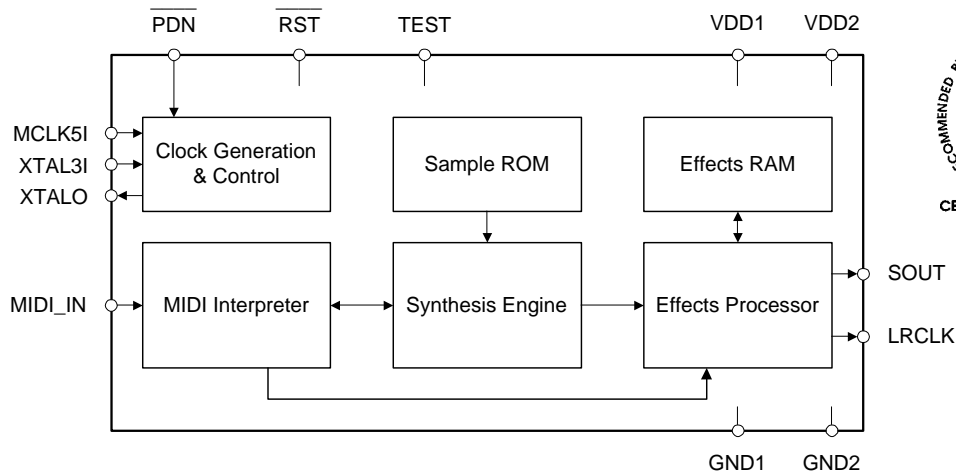 PDN RST TEST VDD1 VDD2
MCLK5I
XTAL3I
XTALO
Clock Generation
& Control
Sample ROM
Effects RAM
MIDI_IN
MIDI Interpreter
Synthesis Engine
Effects Processor
SOUT
LRCLK
GND1 GND2